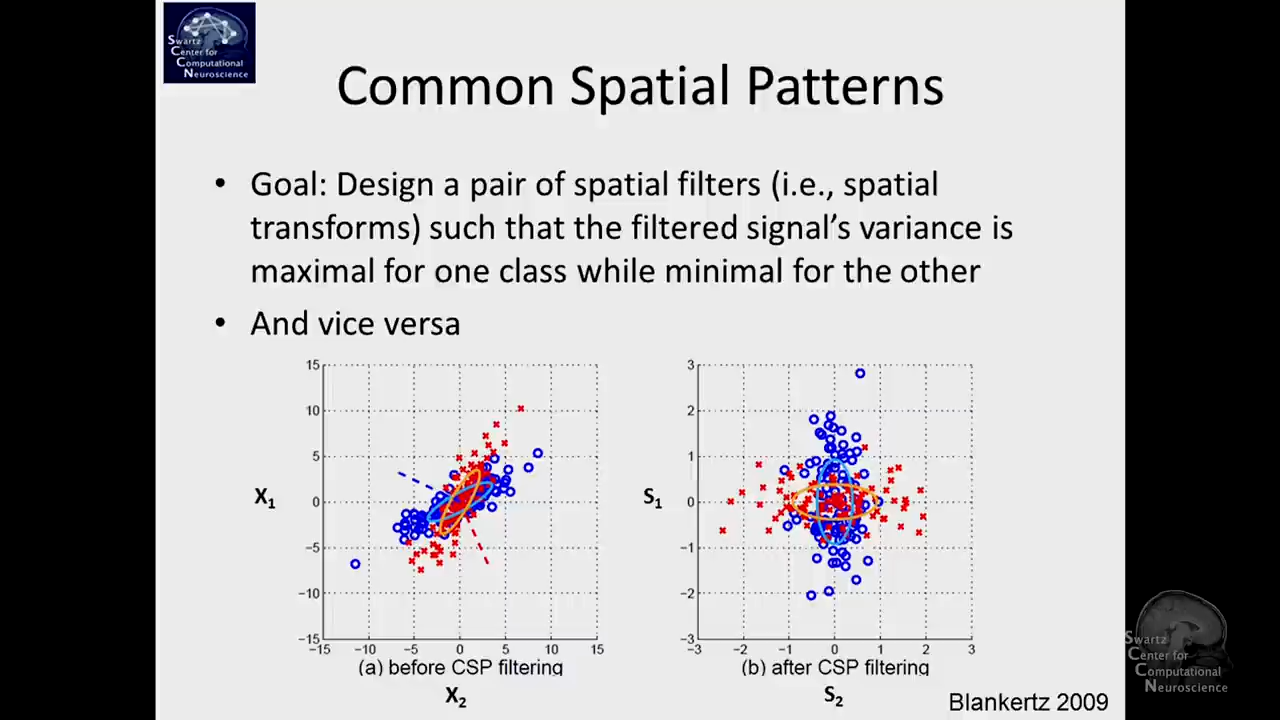 Swartz
Center for
Computational
Neuroscience
Common Spatial Patterns
• Goal: Design a pair of spatial filters (i.e., spatial
transforms) such that the filtered signal’s variance is
maximal for one class while minimal for the other
• And vice versa
15
10
5
0
−5
−10
−15
X1
−15 −10 −5 0 5 10 15
(a) before CSP filtering
X2
3
2
1
0
−1
−2
−3
S1
−3 −2 −1 0 1 2 3
(b) after CSP filtering
S2
Blankertz 2009
Swartz
Center for
Computational
Neuroscience